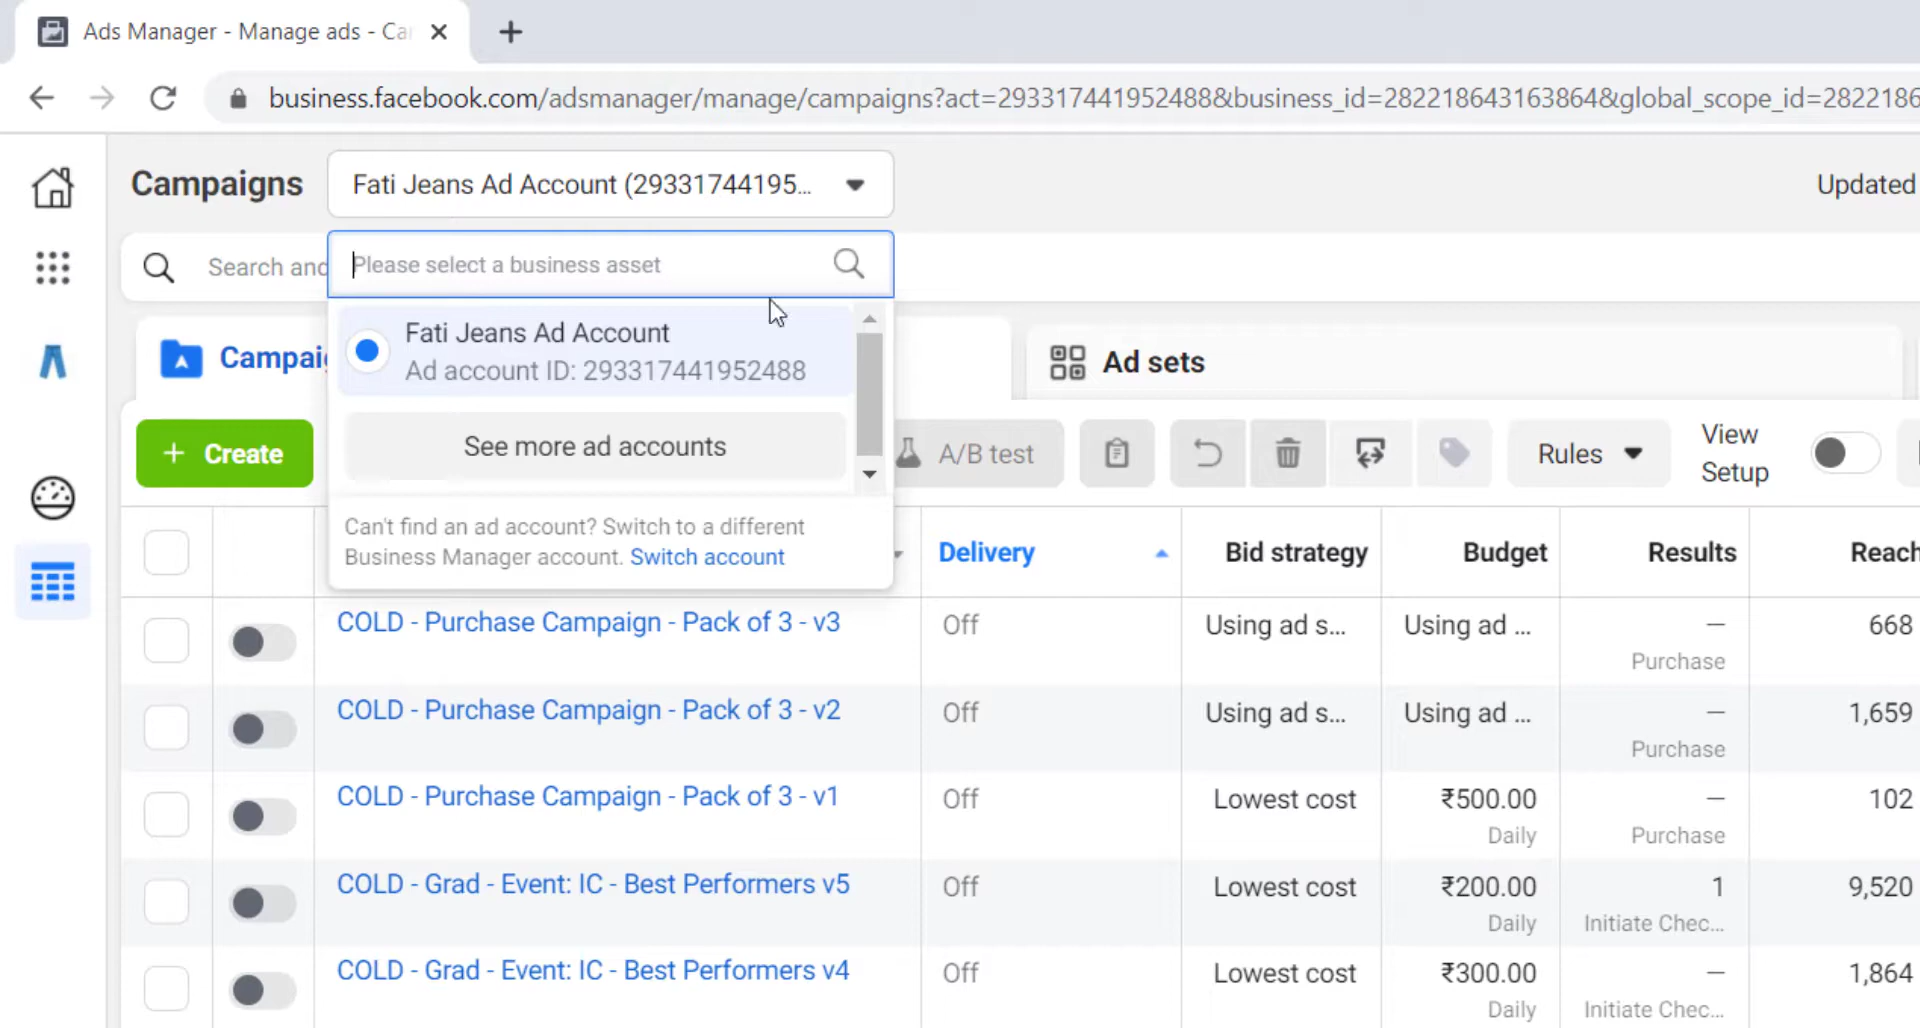 Ads Manager - Manage ads - Ca
business.facebook.com/adsmanager/manage/campaigns?act=293317441952488&business_id=282218643163864&global_scope_id=2822186
Campaigns
Fati Jeans Ad Account (29331744195...
Updated
Search and
Please select a business asset
Fati Jeans Ad Account
Ad account ID: 293317441952488
See more ad accounts
Can't find an ad account? Switch to a different
Business Manager account. Switch account
Campaig
Ad sets
+ Create
A/B test
Rules
View
Setup
Delivery
Bid strategy
Budget
Results
Reach
COLD - Purchase Campaign - Pack of 3 - v3
Off
Using ad s...
Using ad ...
—
Purchase
668
COLD - Purchase Campaign - Pack of 3 - v2
Off
Using ad s...
Using ad ...
—
Purchase
1,659
COLD - Purchase Campaign - Pack of 3 - v1
Off
Lowest cost
₹500.00
Daily
—
Purchase
102
COLD - Grad - Event: IC - Best Performers v5
Off
Lowest cost
₹200.00
Daily
1
Initiate Chec...
9,520
COLD - Grad - Event: IC - Best Performers v4
Off
Lowest cost
₹300.00
Daily
—
Initiate Chec...
1,864